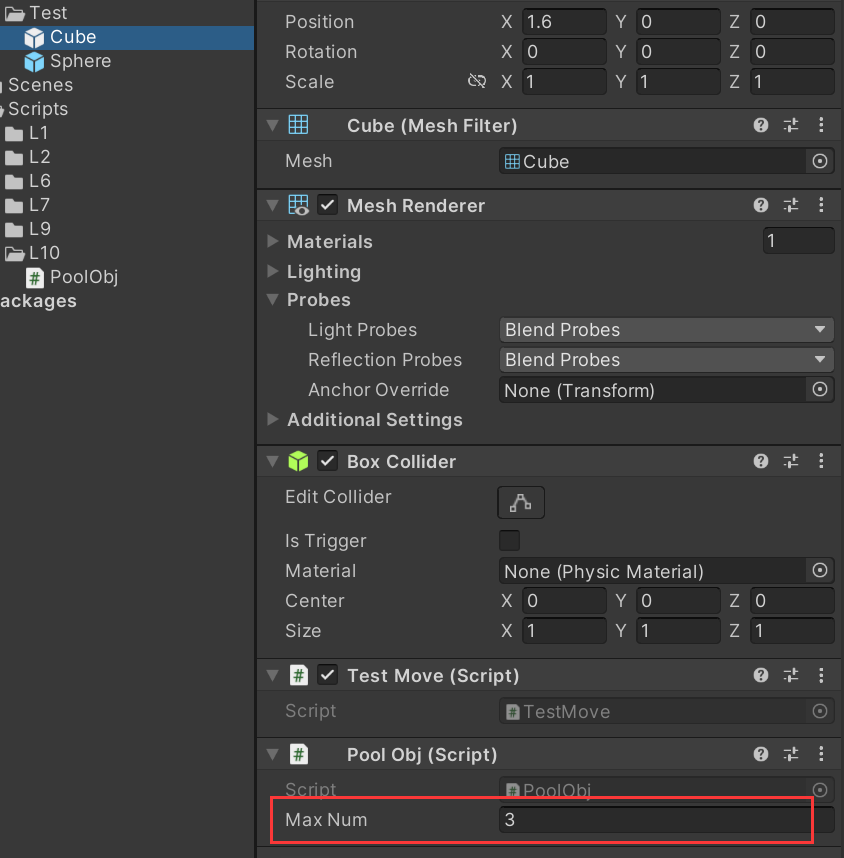 Test
Cube
Sphere
Scenes
Scripts
L1
L2
L6
L7
L9
L10
PoolObj
ackages
Position X 1.6 Y 0 Z 0
Rotation X 0 Y 0 Z 0
Scale X 1 Y 1 Z 1
Cube (Mesh Filter)
Mesh Cube
Mesh Renderer
Materials 1
Lighting
Probes
Light Probes Blend Probes
Reflection Probes Blend Probes
Anchor Override None (Transform)
Additional Settings
Box Collider
Edit Collider
Is Trigger
Material None (Physic Material)
Center X 0 Y 0 Z 0
Size X 1 Y 1 Z 1
# Test Move (Script)
Script # TestMove
# Pool Obj (Script)
Script # PoolObj
Max Num 3